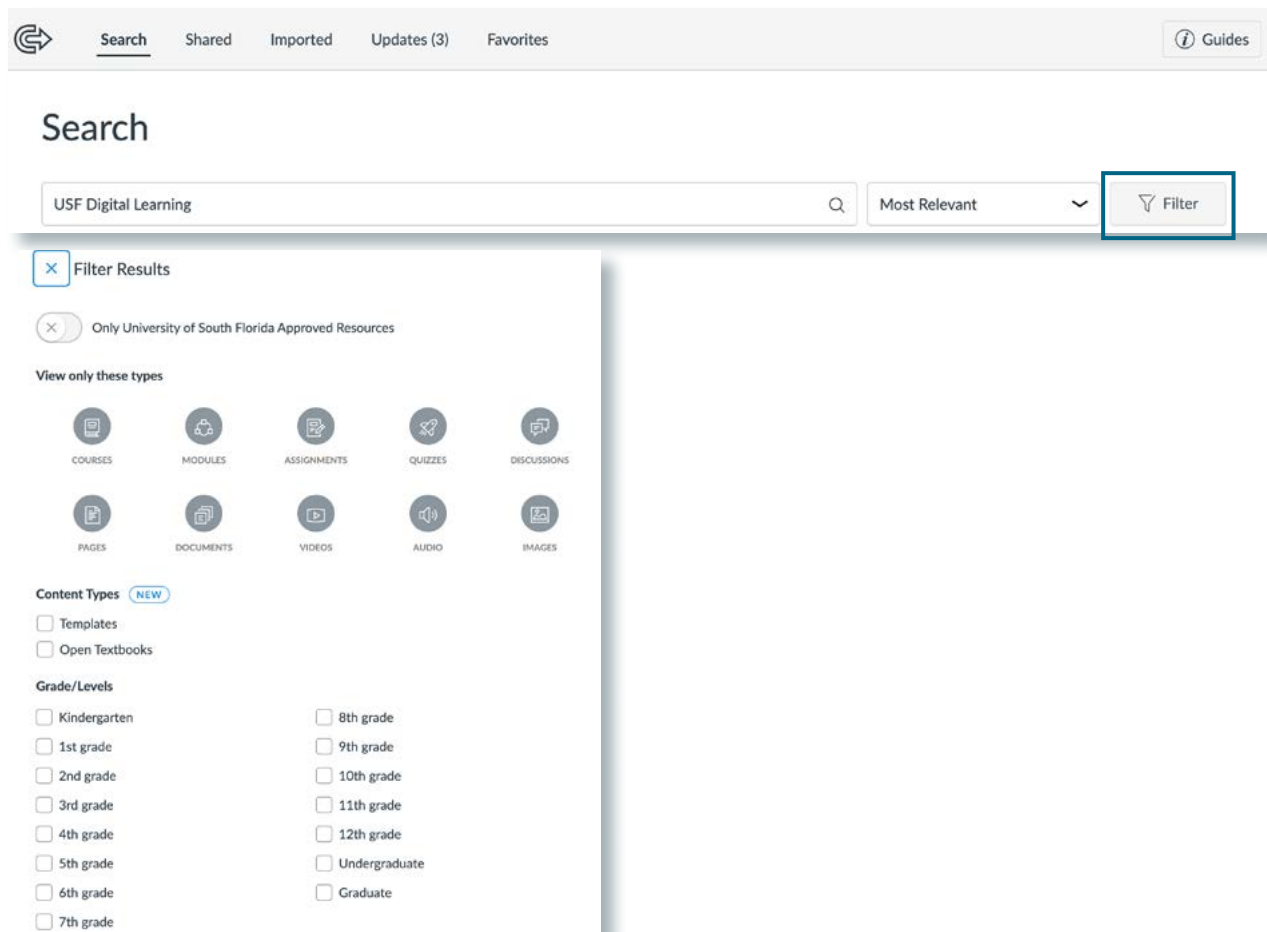 Search Shared Imported Updates (3) Favorites Guides
Search
USF Digital Learning Most Relevant Filter
Filter Results
Only University of South Florida Approved Resources
View only these types
COURSES MODULES ASSIGNMENTS QUIZZES DISCUSSIONS
PAGES DOCUMENTS VIDEOS AUDIO IMAGES
Content Types NEW
Templates
Open Textbooks
Grade/Levels
Kindergarten 8th grade
1st grade 9th grade
2nd grade 10th grade
3rd grade 11th grade
4th grade 12th grade
5th grade Undergraduate
6th grade Graduate
7th grade